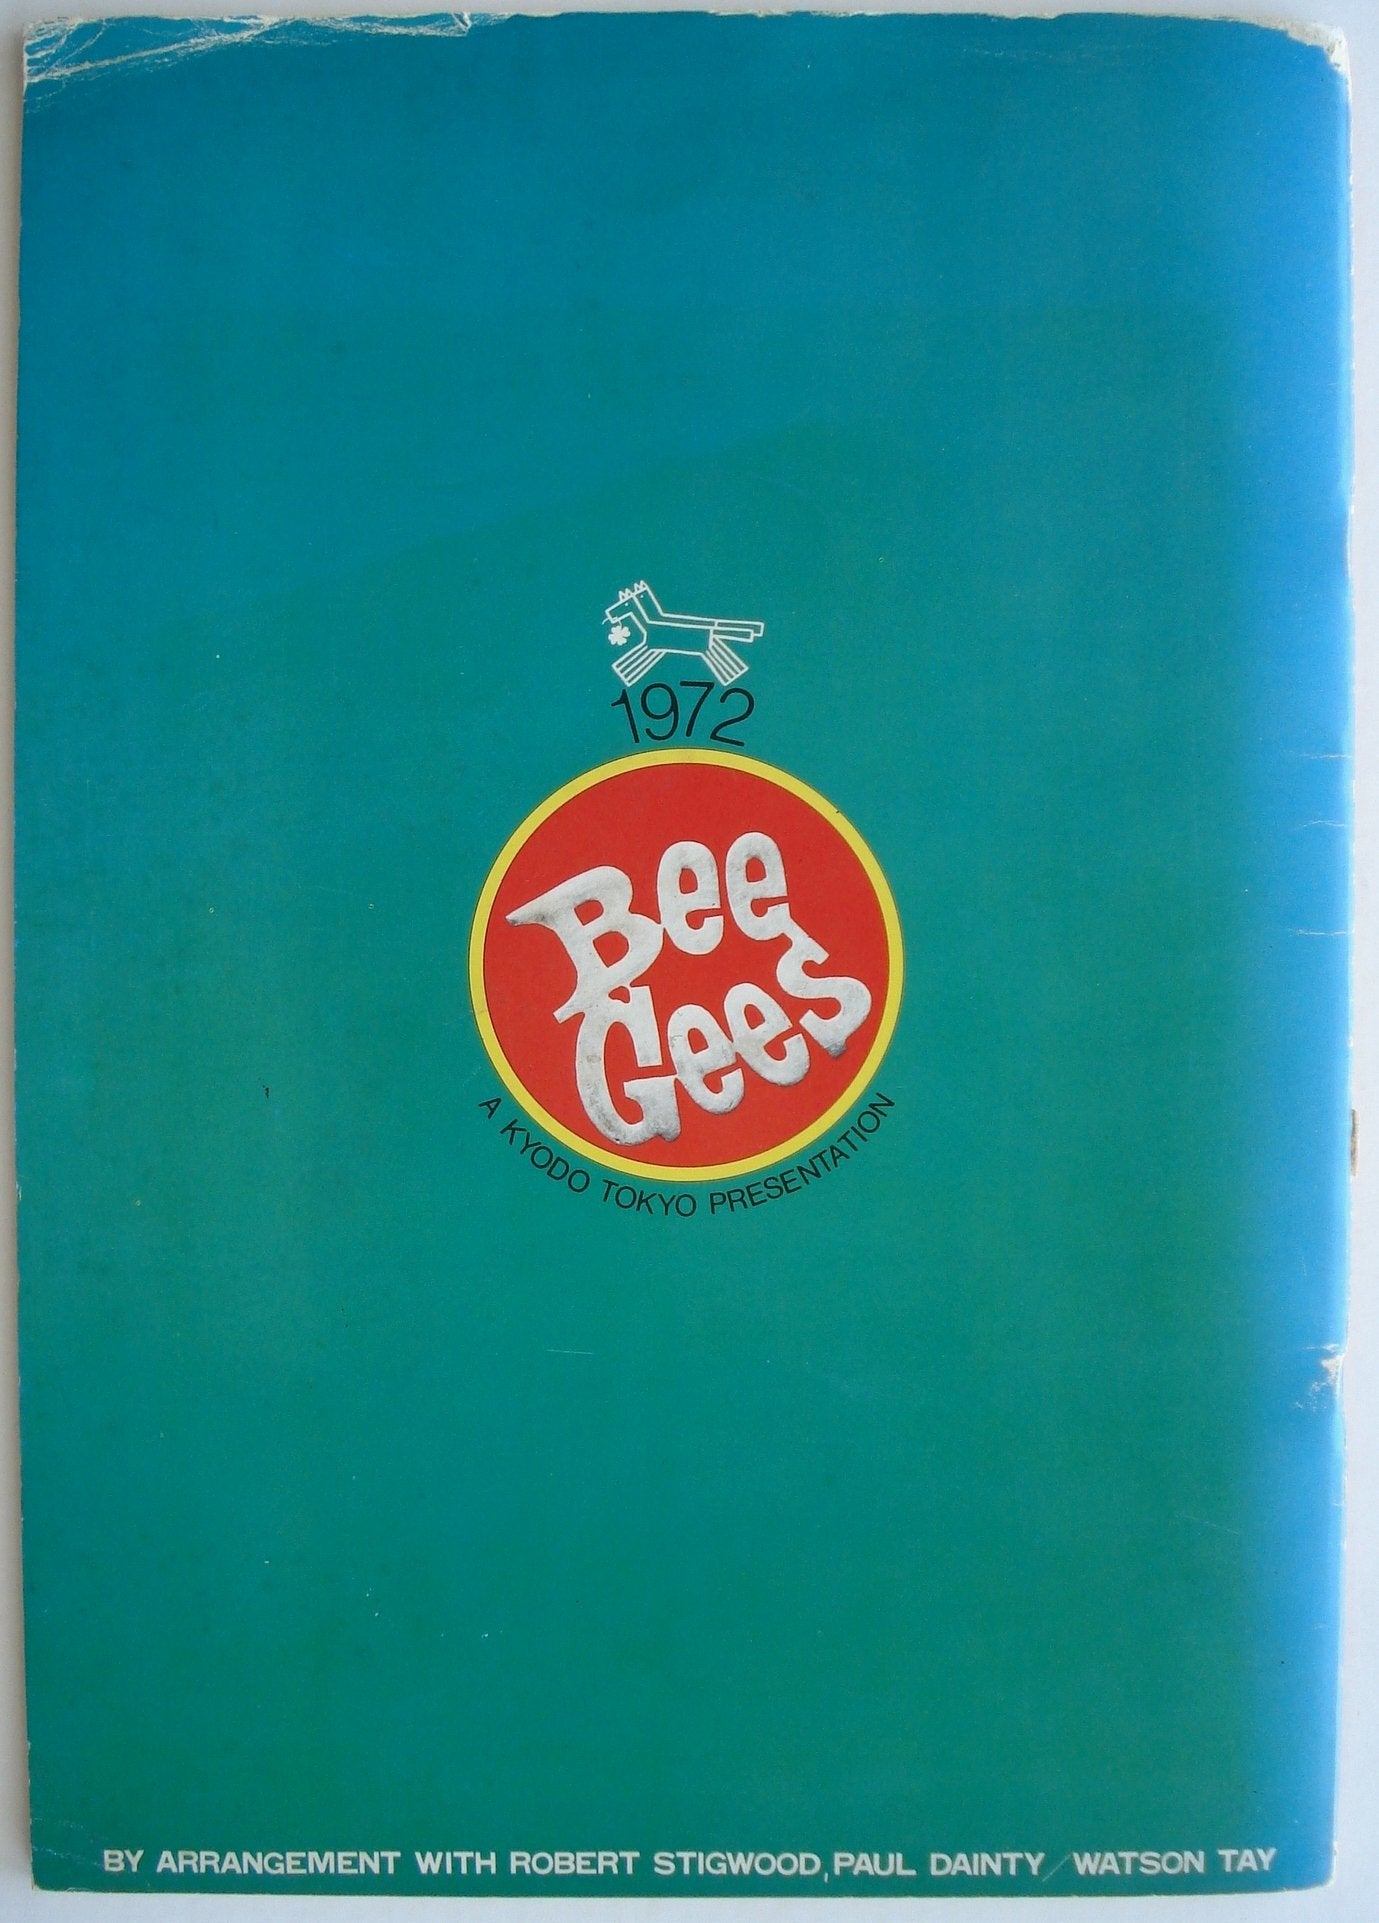 1972
Bee
Gees
A KYODO TOKYO PRESENTATION
BY ARRANGEMENT WITH ROBERT STIGWOOD, PAUL DAINTY/WATSON TAY